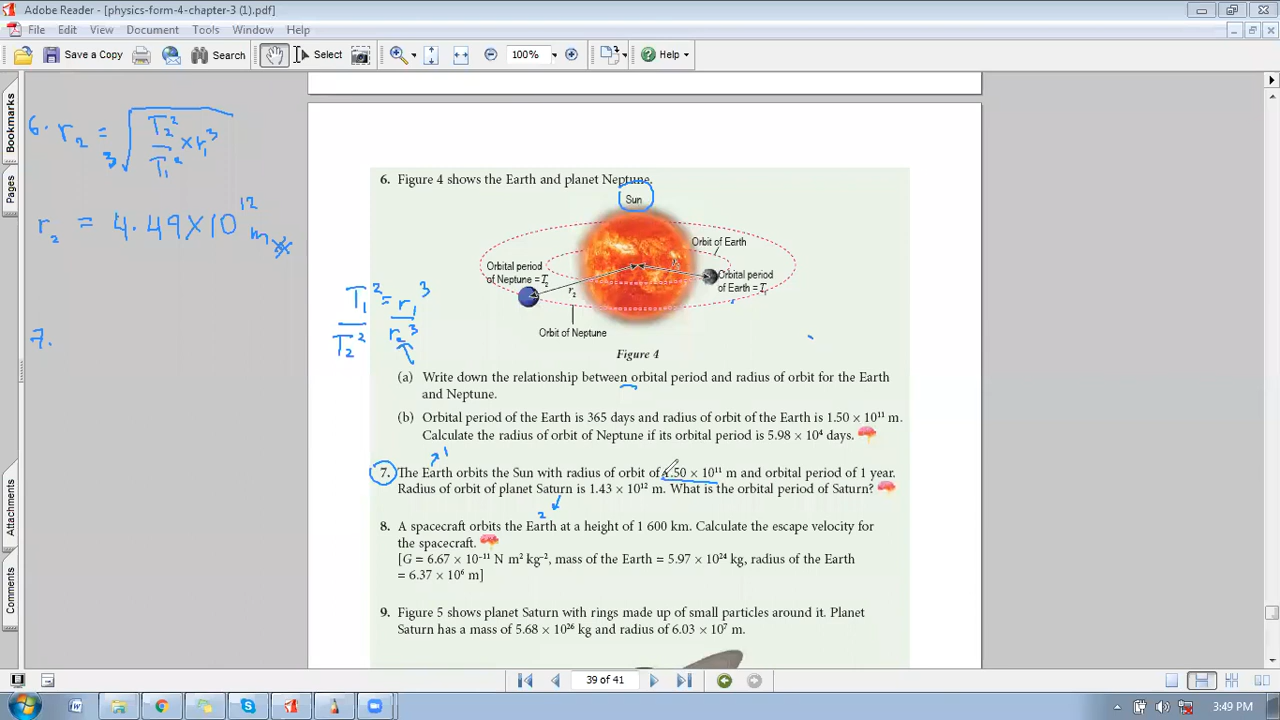 Adobe Reader - [physics-form-4-chapter-3 (1).pdf]
File Edit View Document Tools Window Help
Save a Copy Search Select 100% Help
Bookmarks
Pages
Attachments
Comments
6. r₂ = ³√(T₂²/T₁² × r₁³)
r₂ = 4.49 × 10¹² m
7.
6. Figure 4 shows the Earth and planet Neptune.
Sun
Orbit of Earth
Orbital period
of Neptune = T₂
Orbital period
of Earth = T₁
r₂
Orbit of Neptune
T₁²/T₂² = r₁³/r₂³
Figure 4
(a) Write down the relationship between orbital period and radius of orbit for the Earth
and Neptune.
(b) Orbital period of the Earth is 365 days and radius of orbit of the Earth is 1.50 × 10¹¹ m.
Calculate the radius of orbit of Neptune if its orbital period is 5.98 × 10⁴ days.
1
7. The Earth orbits the Sun with radius of orbit of 1.50 × 10¹¹ m and orbital period of 1 year.
Radius of orbit of planet Saturn is 1.43 × 10¹² m. What is the orbital period of Saturn?
2
8. A spacecraft orbits the Earth at a height of 1 600 km. Calculate the escape velocity for
the spacecraft.
[G = 6.67 × 10⁻¹¹ N m² kg⁻², mass of the Earth = 5.97 × 10²⁴ kg, radius of the Earth
= 6.37 × 10⁶ m]
9. Figure 5 shows planet Saturn with rings made up of small particles around it. Planet
Saturn has a mass of 5.68 × 10²⁶ kg and radius of 6.03 × 10⁷ m.
39 of 41
3:49 PM